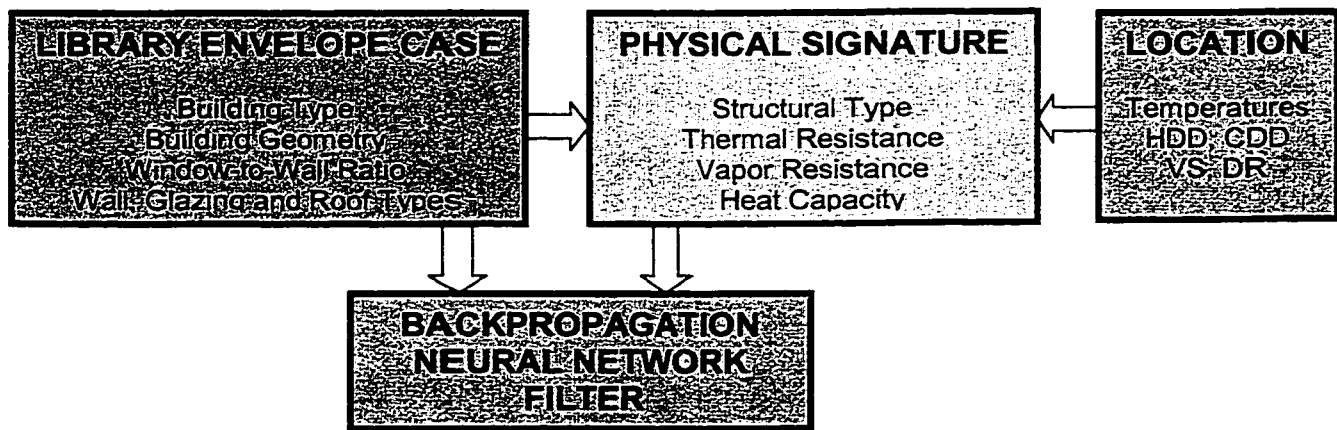 LIBRARY ENVELOPE CASE
Building Type
Building Geometry
Window-to-Wall Ratio
Wall, Glazing and Roof Types
PHYSICAL SIGNATURE
Structural Type
Thermal Resistance
Vapor Resistance
Heat Capacity
LOCATION
Temperatures
HDD, CDD
VS, DR
BACKPROPAGATION
NEURAL NETWORK
FILTER